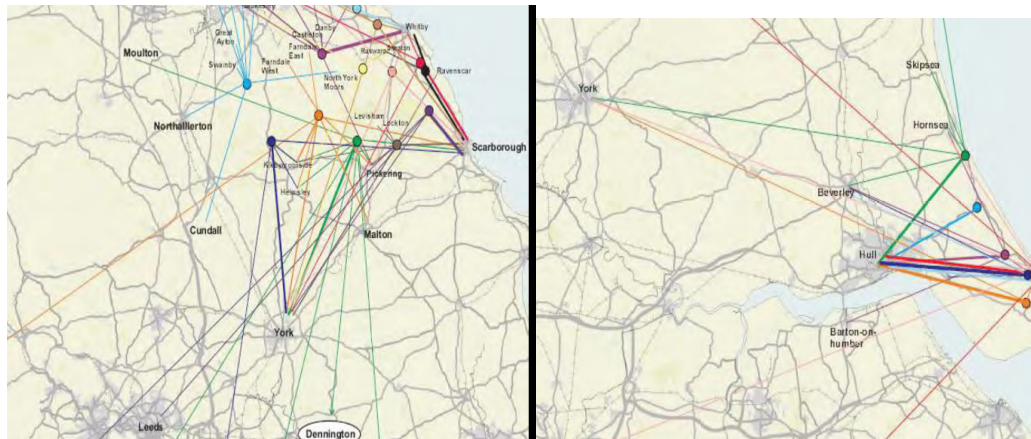 Danby
Castleton
Whitby
Great
Ayton
Moulton
Farndale
East
Swainby
Farndale
West
Ravenscar
North York
Moors
Northallerton
Levisham
Lockton
Scarborough
Pickering
Helmsley
Cundall
Malton
York
Leeds
Dennington
Skipsea
York
Hornsea
Beverley
Hull
Barton-on-
humber